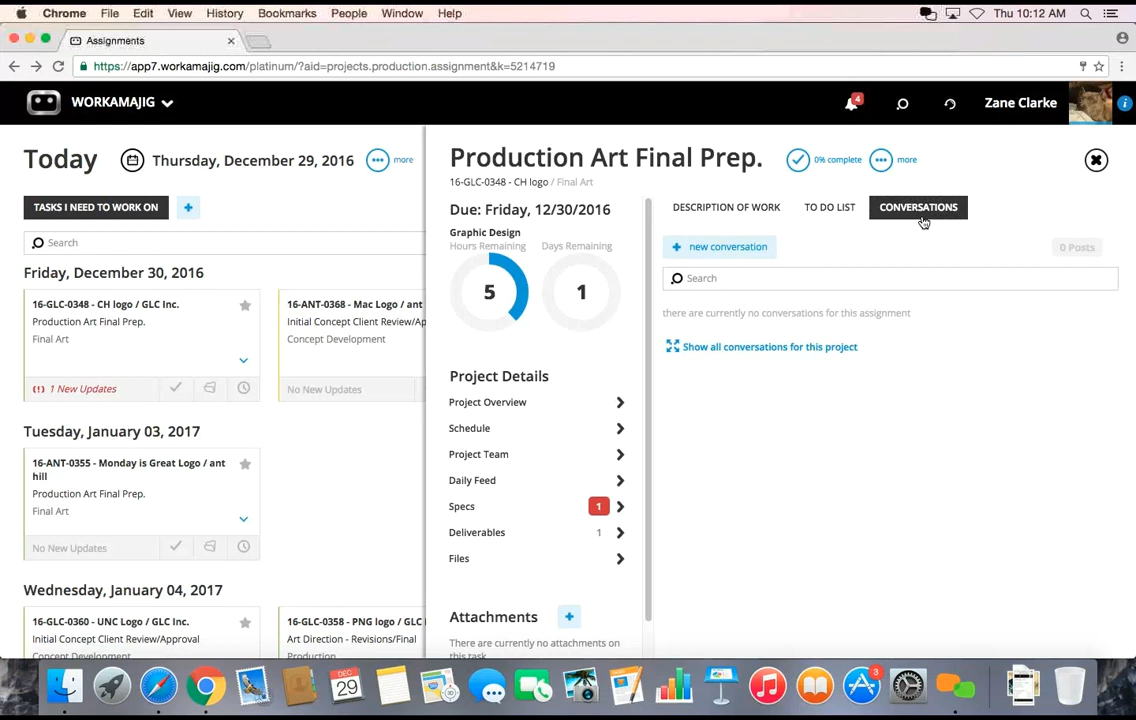 Chrome File Edit View History Bookmarks People Window Help Thu 10:12 AM
Assignments
https://app7.workamajig.com/platinum/?aid=projects.production.assignment&k=5214719
WORKAMAJIG 4 Zane Clarke i
Today Thursday, December 29, 2016 more
TASKS I NEED TO WORK ON +
Search
Friday, December 30, 2016
16-GLC-0348 - CH logo / GLC Inc.
Production Art Final Prep.
Final Art
(!) 1 New Updates
16-ANT-0368 - Mac Logo / ant
Initial Concept Client Review/Ap
Concept Development
No New Updates
Tuesday, January 03, 2017
16-ANT-0355 - Monday is Great Logo / ant
hill
Production Art Final Prep.
Final Art
No New Updates
Wednesday, January 04, 2017
16-GLC-0360 - UNC Logo / GLC Inc.
Initial Concept Client Review/Approval
Concept Development
16-GLC-0358 - PNG logo / GLC I
Art Direction - Revisions/Final
Production
Production Art Final Prep. 0% complete more
16-GLC-0348 - CH logo / Final Art
Due: Friday, 12/30/2016
Graphic Design
Hours Remaining Days Remaining
5 1
Project Details
Project Overview
Schedule
Project Team
Daily Feed
Specs 1
Deliverables 1
Files
Attachments +
There are currently no attachments on
this task
DESCRIPTION OF WORK TO DO LIST CONVERSATIONS
+ new conversation 0 Posts
Search
there are currently no conversations for this assignment
Show all conversations for this project
DEC
29
3